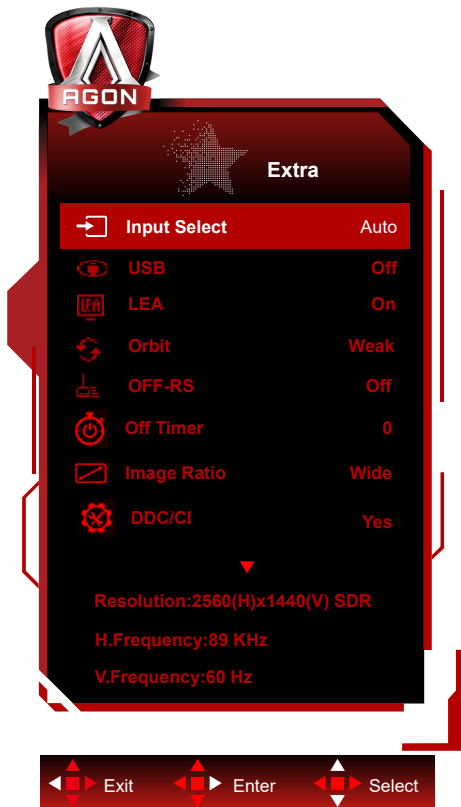 AGON
Extra
Input Select Auto
USB Off
LEA On
Orbit Weak
OFF-RS Off
Off Timer 0
Image Ratio Wide
DDC/CI Yes
Resolution:2560(H)x1440(V) SDR
H.Frequency:89 KHz
V.Frequency:60 Hz
Exit Enter Select